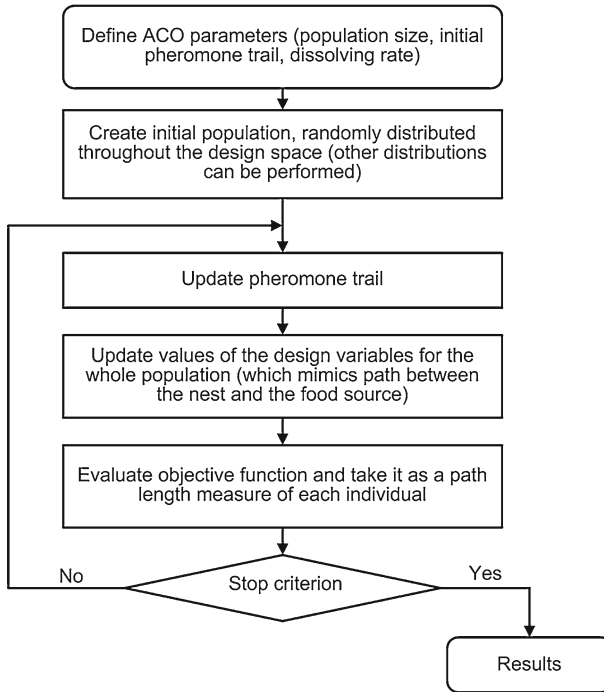 Define ACO parameters (population size, initial
pheromone trail, dissolving rate)
Create initial population, randomly distributed
throughout the design space (other distributions
can be performed)
Update pheromone trail
Update values of the design variables for the
whole population (which mimics path between
the nest and the food source)
Evaluate objective function and take it as a path
length measure of each individual
No
Stop criterion
Yes
Results